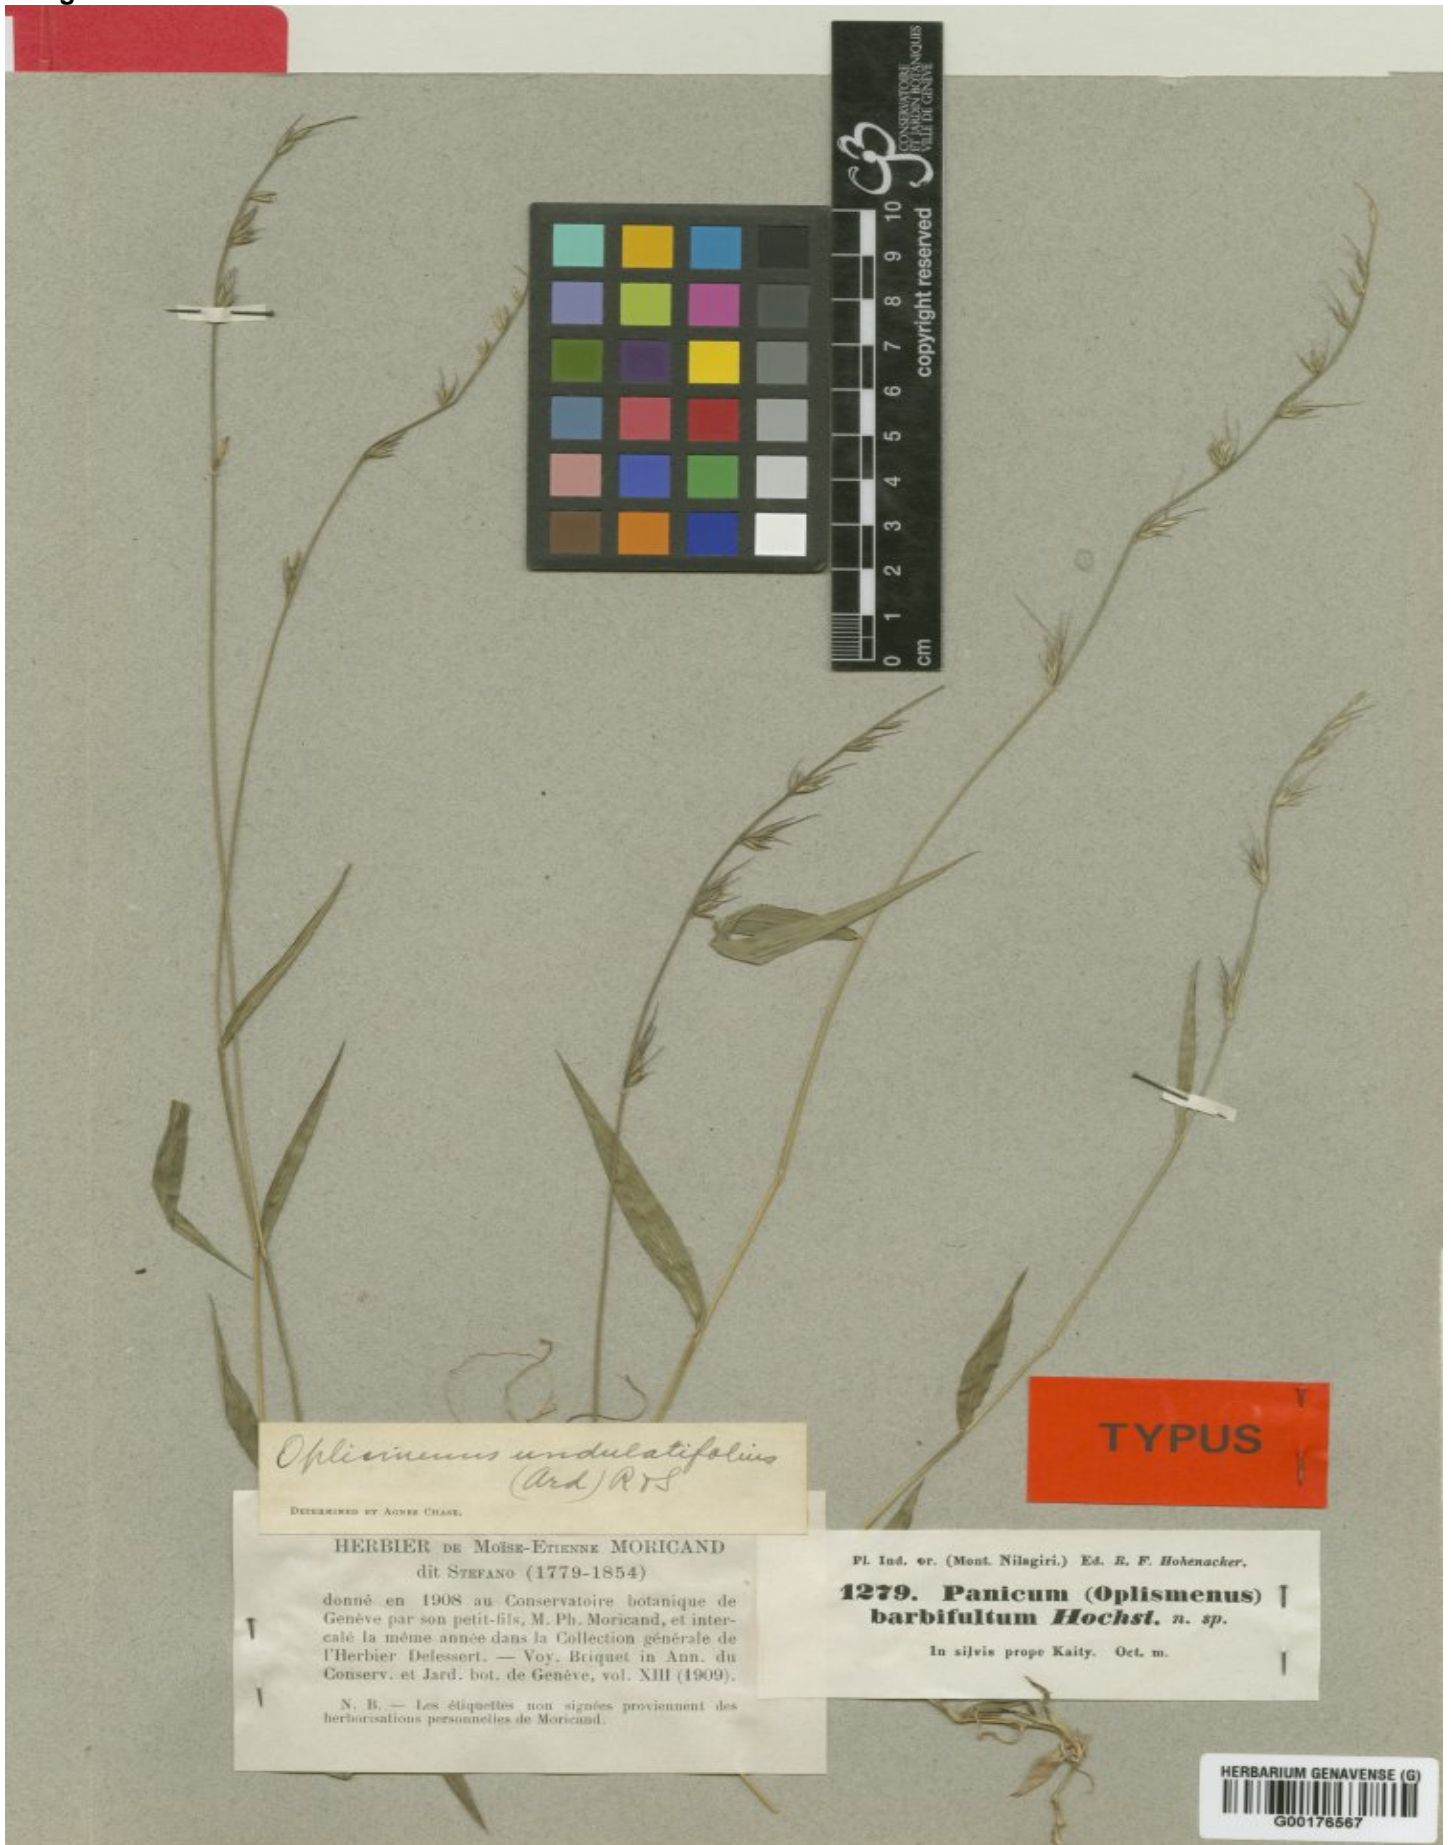 CONSERVATOIRE
ET JARDIN BOTANIQUES
VILLE DE GENÈVE
copyright reserved
10
9
8
7
6
5
4
3
2
1
0
cm
TYPUS
Oplismenus undulatifolius
(Ard) R & S
DETERMINED BY AGNES CHASE.
HERBIER DE MOÏSE-ETIENNE MORICAND
dit STEFANO (1779-1854)
donné en 1908 au Conservatoire botanique de
Genève par son petit-fils, M. Ph. Moricand, et inter-
calé la même année dans la Collection générale de
l'Herbier Delessert. — Voy. Briquet in Ann. du
Conserv. et Jard. bot. de Genève, vol. XIII (1909).
N. B. — Les étiquettes non signées proviennent des
herborisations personnelles de Moricand.
Pl. Ind. or. (Mont. Nilagiri.) Ed. R. F. Hohenacker.
1279. Panicum (Oplismenus)
barbifultum Hochst. n. sp.
In silvis prope Kaity. Oct. m.
HERBARIUM GENAVENSE (G)
G00176567